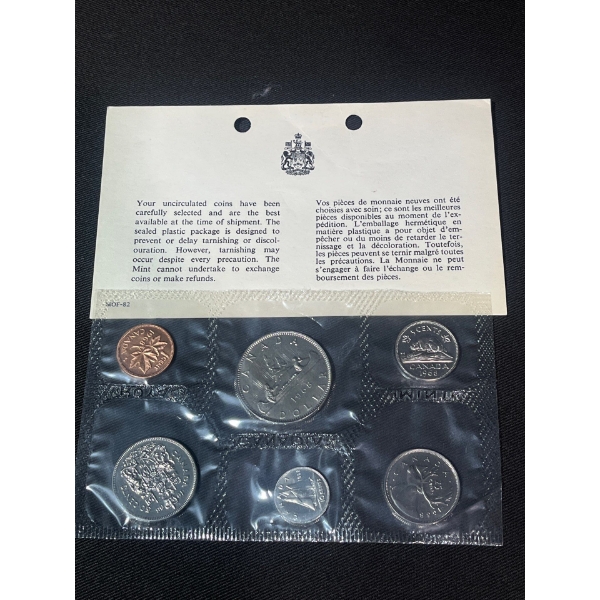 Your uncirculated coins have been
carefully selected and are the best
available at the time of shipment. The
sealed plastic package is designed to
prevent or delay tarnishing or discol-
ouration. However, tarnishing may
occur despite every precaution. The
Mint cannot undertake to exchange
coins or make refunds.
Vos pièces de monnaie neuves ont été
choisies avec soin; ce sont les meilleures
pièces disponibles au moment de l'ex-
pédition. L'emballage hermétique en
matière plastique a pour objet d'em-
pêcher ou du moins de retarder le ter-
nissage et la décoloration. Toutefois,
les pièces peuvent se ternir malgré toutes
les précautions. La Monnaie ne peut
s'engager à faire l'échange ou le rem-
boursement des pièces.
MOF-82
CANADA
1968
DOLLAR
5 CENTS
CANADA
1968